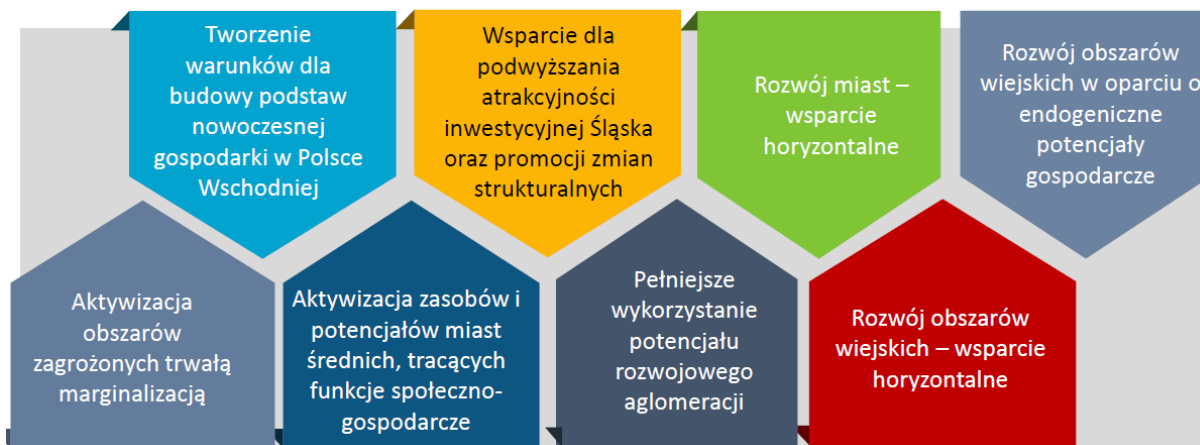 Tworzenie
warunków dla
budowy podstaw
nowoczesnej
gospodarki w Polsce
Wschodniej
Wsparcie dla
podwyższania
atrakcyjności
inwestycyjnej Śląska
oraz promocji zmian
strukturalnych
Rozwój miast –
wsparcie
horyzontalne
Rozwój obszarów
wiejskich w oparciu o
endogeniczne
potencjały
gospodarcze
Aktywizacja
obszarów
zagrożonych trwałą
marginalizacją
Aktywizacja zasobów i
potencjałów miast
średnich, tracących
funkcje społeczno-
gospodarcze
Pełniejsze
wykorzystanie
potencjału
rozwojowego
aglomeracji
Rozwój obszarów
wiejskich – wsparcie
horyzontalne